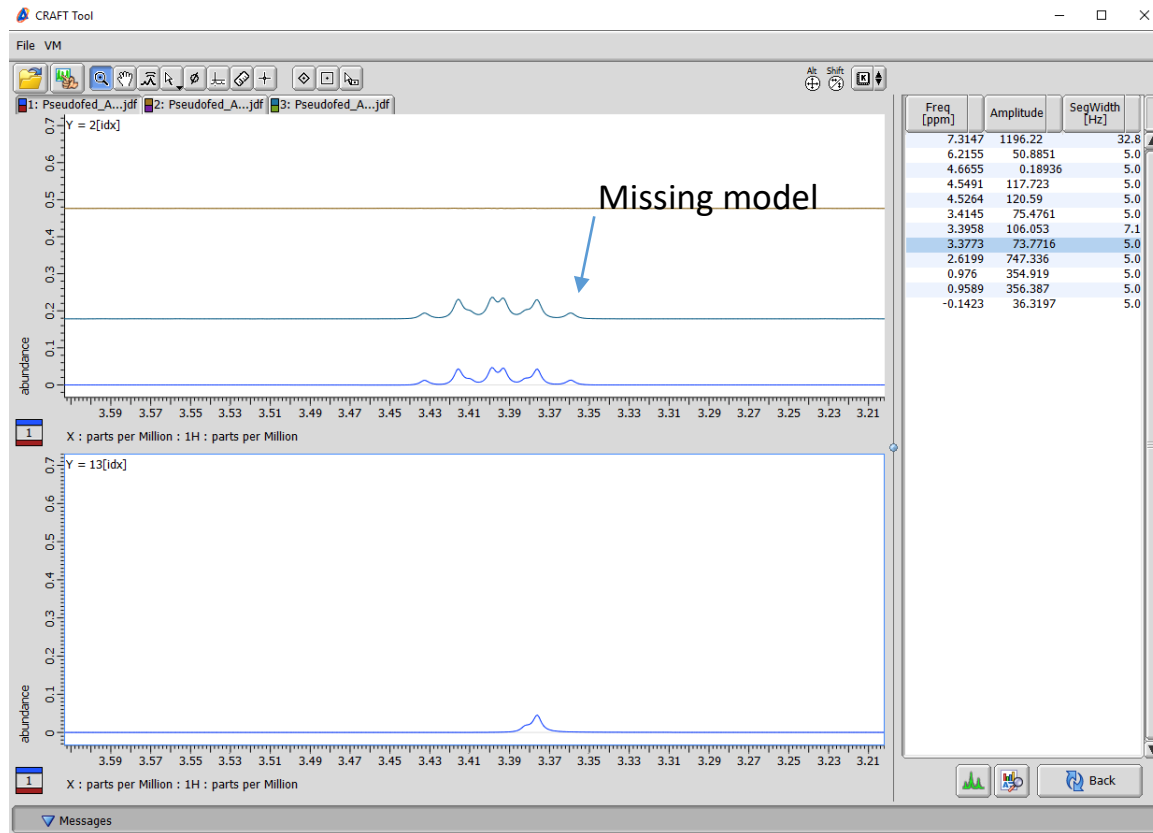 CRAFT Tool
File VM
Alt Shift
K
1: Pseudofed_A...jdf 2: Pseudofed_A...jdf 3: Pseudofed_A...jdf
Y = 2[idx]
Missing model
0.7
0.6
0.5
0.4
0.3
0.2
0.1
0
abundance
3.59 3.57 3.55 3.53 3.51 3.49 3.47 3.45 3.43 3.41 3.39 3.37 3.35 3.33 3.31 3.29 3.27 3.25 3.23 3.21
1
X : parts per Million : 1H : parts per Million
Y = 13[idx]
0.7
0.6
0.5
0.4
0.3
0.2
0.1
0
abundance
3.59 3.57 3.55 3.53 3.51 3.49 3.47 3.45 3.43 3.41 3.39 3.37 3.35 3.33 3.31 3.29 3.27 3.25 3.23 3.21
1
X : parts per Million : 1H : parts per Million
Freq [ppm] Amplitude SegWidth [Hz]
7.3147 1196.22 32.8
6.2155 50.8851 5.0
4.6655 0.18936 5.0
4.5491 117.723 5.0
4.5264 120.59 5.0
3.4145 75.4761 5.0
3.3958 106.053 7.1
3.3773 73.7716 5.0
2.6199 747.336 5.0
0.976 354.919 5.0
0.9589 356.387 5.0
-0.1423 36.3197 5.0
Back
Messages